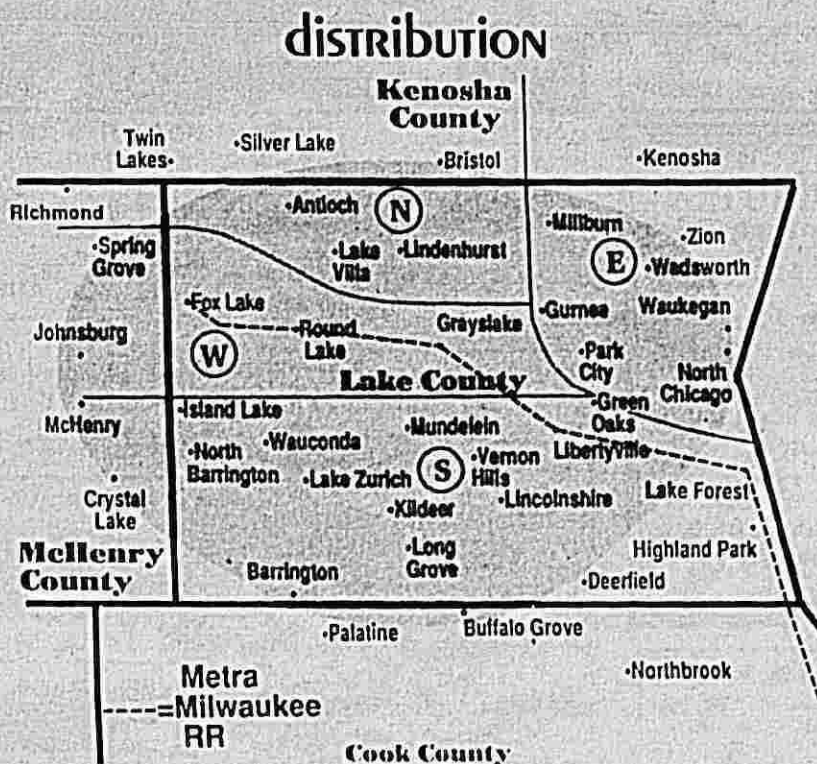 distribution
Kenosha
County
Twin
Lakes
Silver Lake
Bristol
Kenosha
Richmond
Antioch
N
Millburn
Zion
Spring
Grove
Lake
Villa
Lindenhurst
E
Wadsworth
Fox Lake
Gurnee
Waukegan
Johnsburg
W
Round
Lake
Grayslake
Park
City
North
Chicago
Lake County
McHenry
Island Lake
Green
Oaks
Mundelein
Wauconda
North
Barrington
Lake Zurich
S
Vernon
Hills
Libertyville
Crystal
Lake
Kildeer
Lincolnshire
Lake Forest
McHenry
County
Barrington
Long
Grove
Highland Park
Deerfield
Palatine
Buffalo Grove
Northbrook
Metra
=Milwaukee
RR
Cook County